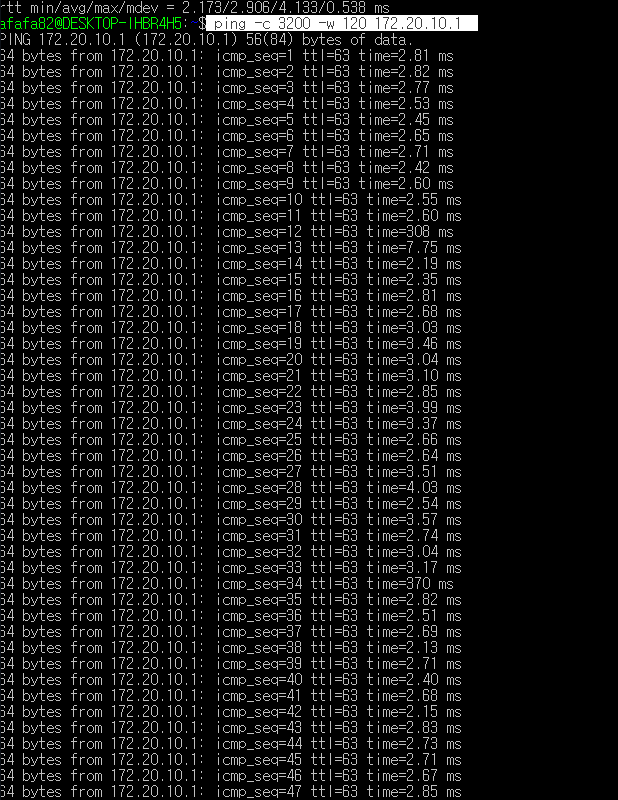 rtt min/avg/max/mdev = 2.173/2.906/4.133/0.538 ms
afafa82@DESKTOP-IHBR4H5:~$ ping -c 3200 -w 120 172.20.10.1
PING 172.20.10.1 (172.20.10.1) 56(84) bytes of data.
64 bytes from 172.20.10.1: icmp_seq=1 ttl=63 time=2.81 ms
64 bytes from 172.20.10.1: icmp_seq=2 ttl=63 time=2.82 ms
64 bytes from 172.20.10.1: icmp_seq=3 ttl=63 time=2.77 ms
64 bytes from 172.20.10.1: icmp_seq=4 ttl=63 time=2.53 ms
64 bytes from 172.20.10.1: icmp_seq=5 ttl=63 time=2.45 ms
64 bytes from 172.20.10.1: icmp_seq=6 ttl=63 time=2.65 ms
64 bytes from 172.20.10.1: icmp_seq=7 ttl=63 time=2.71 ms
64 bytes from 172.20.10.1: icmp_seq=8 ttl=63 time=2.42 ms
64 bytes from 172.20.10.1: icmp_seq=9 ttl=63 time=2.60 ms
64 bytes from 172.20.10.1: icmp_seq=10 ttl=63 time=2.55 ms
64 bytes from 172.20.10.1: icmp_seq=11 ttl=63 time=2.60 ms
64 bytes from 172.20.10.1: icmp_seq=12 ttl=63 time=308 ms
64 bytes from 172.20.10.1: icmp_seq=13 ttl=63 time=7.75 ms
64 bytes from 172.20.10.1: icmp_seq=14 ttl=63 time=2.19 ms
64 bytes from 172.20.10.1: icmp_seq=15 ttl=63 time=2.35 ms
64 bytes from 172.20.10.1: icmp_seq=16 ttl=63 time=2.81 ms
64 bytes from 172.20.10.1: icmp_seq=17 ttl=63 time=2.68 ms
64 bytes from 172.20.10.1: icmp_seq=18 ttl=63 time=3.03 ms
64 bytes from 172.20.10.1: icmp_seq=19 ttl=63 time=3.46 ms
64 bytes from 172.20.10.1: icmp_seq=20 ttl=63 time=3.04 ms
64 bytes from 172.20.10.1: icmp_seq=21 ttl=63 time=3.10 ms
64 bytes from 172.20.10.1: icmp_seq=22 ttl=63 time=2.85 ms
64 bytes from 172.20.10.1: icmp_seq=23 ttl=63 time=3.99 ms
64 bytes from 172.20.10.1: icmp_seq=24 ttl=63 time=3.37 ms
64 bytes from 172.20.10.1: icmp_seq=25 ttl=63 time=2.66 ms
64 bytes from 172.20.10.1: icmp_seq=26 ttl=63 time=2.64 ms
64 bytes from 172.20.10.1: icmp_seq=27 ttl=63 time=3.51 ms
64 bytes from 172.20.10.1: icmp_seq=28 ttl=63 time=4.03 ms
64 bytes from 172.20.10.1: icmp_seq=29 ttl=63 time=2.54 ms
64 bytes from 172.20.10.1: icmp_seq=30 ttl=63 time=3.57 ms
64 bytes from 172.20.10.1: icmp_seq=31 ttl=63 time=2.74 ms
64 bytes from 172.20.10.1: icmp_seq=32 ttl=63 time=3.04 ms
64 bytes from 172.20.10.1: icmp_seq=33 ttl=63 time=3.17 ms
64 bytes from 172.20.10.1: icmp_seq=34 ttl=63 time=370 ms
64 bytes from 172.20.10.1: icmp_seq=35 ttl=63 time=2.82 ms
64 bytes from 172.20.10.1: icmp_seq=36 ttl=63 time=2.51 ms
64 bytes from 172.20.10.1: icmp_seq=37 ttl=63 time=2.69 ms
64 bytes from 172.20.10.1: icmp_seq=38 ttl=63 time=2.13 ms
64 bytes from 172.20.10.1: icmp_seq=39 ttl=63 time=2.71 ms
64 bytes from 172.20.10.1: icmp_seq=40 ttl=63 time=2.40 ms
64 bytes from 172.20.10.1: icmp_seq=41 ttl=63 time=2.68 ms
64 bytes from 172.20.10.1: icmp_seq=42 ttl=63 time=2.15 ms
64 bytes from 172.20.10.1: icmp_seq=43 ttl=63 time=2.83 ms
64 bytes from 172.20.10.1: icmp_seq=44 ttl=63 time=2.73 ms
64 bytes from 172.20.10.1: icmp_seq=45 ttl=63 time=2.71 ms
64 bytes from 172.20.10.1: icmp_seq=46 ttl=63 time=2.67 ms
64 bytes from 172.20.10.1: icmp_seq=47 ttl=63 time=2.85 ms